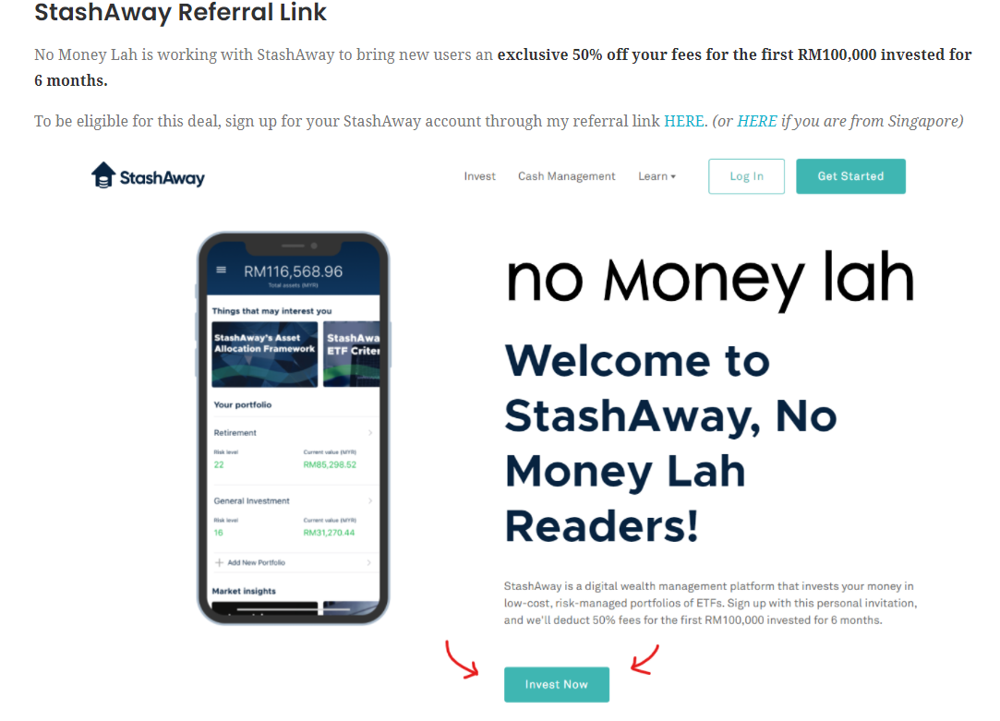 StashAway Referral Link
No Money Lah is working with StashAway to bring new users an exclusive 50% off your fees for the first RM100,000 invested for
6 months.
To be eligible for this deal, sign up for your StashAway account through my referral link HERE. (or HERE if you are from Singapore)
StashAway
Invest Cash Management Learn Log In Get Started
RM116,568.96
Total assets (MYR)
Things that may interest you
StashAway's Asset
Allocation Framework
StashAwa
ETF Criter
Your portfolio
Retirement
Risk level Current value (MYR)
22 RM85,298.52
General Investment
Risk level Current value (MYR)
16 RM31,270.44
+ Add New Portfolio
Market insights
no money lah
Welcome to
StashAway, No
Money Lah
Readers!
StashAway is a digital wealth management platform that invests your money in
low-cost, risk-managed portfolios of ETFs. Sign up with this personal invitation,
and we'll deduct 50% fees for the first RM100,000 invested for 6 months.
Invest Now